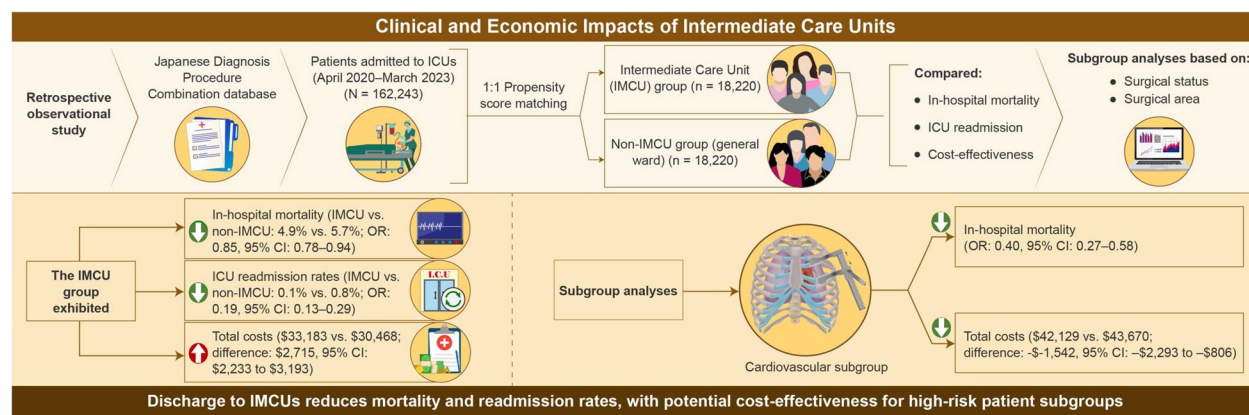 Clinical and Economic Impacts of Intermediate Care Units
Retrospective
observational
study
Japanese Diagnosis
Procedure
Combination database
Patients admitted to ICUs
(April 2020–March 2023)
(N = 162,243)
1:1 Propensity
score matching
Intermediate Care Unit
(IMCU) group (n = 18,220)
Non-IMCU group (general
ward) (n = 18,220)
Compared:
• In-hospital mortality
• ICU readmission
• Cost-effectiveness
Subgroup analyses based on:
• Surgical status
• Surgical area
The IMCU
group
exhibited
In-hospital mortality (IMCU vs.
non-IMCU: 4.9% vs. 5.7%; OR:
0.85, 95% CI: 0.78–0.94)
ICU readmission rates (IMCU vs.
non-IMCU: 0.1% vs. 0.8%; OR:
0.19, 95% CI: 0.13–0.29)
I.C.U
Total costs ($33,183 vs. $30,468;
difference: $2,715, 95% CI:
$2,233 to $3,193)
Subgroup analyses
Cardiovascular subgroup
In-hospital mortality
(OR: 0.40, 95% CI: 0.27–0.58)
Total costs ($42,129 vs. $43,670;
difference: -$-1,542, 95% CI: –$2,293 to –$806)
Discharge to IMCUs reduces mortality and readmission rates, with potential cost-effectiveness for high-risk patient subgroups